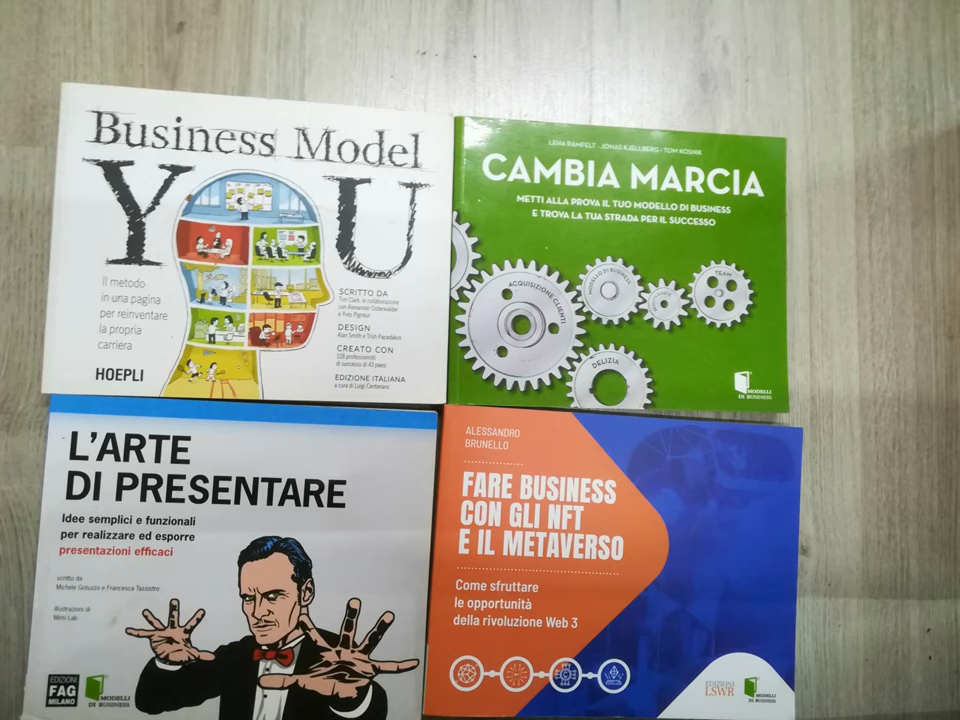 Business Model
YOU
Il metodo
in una pagina
per reinventare
la propria
carriera
HOEPLI
SCRITTO DA
Tim Clark, in collaborazione
con Alexander Osterwalder
e Yves Pigneur
DESIGN
Alan Smith e Trish Papadakos
CREATO CON
328 professionisti
di successo di 43 paesi
EDIZIONE ITALIANA
a cura di Luigi Centenaro
LENA RAMFELT - JONAS KJELLBERG - TOM KOSNIK
CAMBIA MARCIA
METTI ALLA PROVA IL TUO MODELLO DI BUSINESS
E TROVA LA TUA STRADA PER IL SUCCESSO
ACQUISIZIONE CLIENTI
MODELLO DI BUSINESS
TEAM
DELIZIA
MODELLI
DI BUSINESS
L'ARTE
DI PRESENTARE
Idee semplici e funzionali
per realizzare ed esporre
presentazioni efficaci
scritto da
Michele Gotuzzo e Francesca Tassistro
illustrazioni di
Mimi Lab
EDIZIONI
FAG
MILANO
MODELLI
DI BUSINESS
ALESSANDRO
BRUNELLO
FARE BUSINESS
CON GLI NFT
E IL METAVERSO
Come sfruttare
le opportunità
della rivoluzione Web 3
EDIZIONI
LSWR
MODELLI
DI BUSINESS